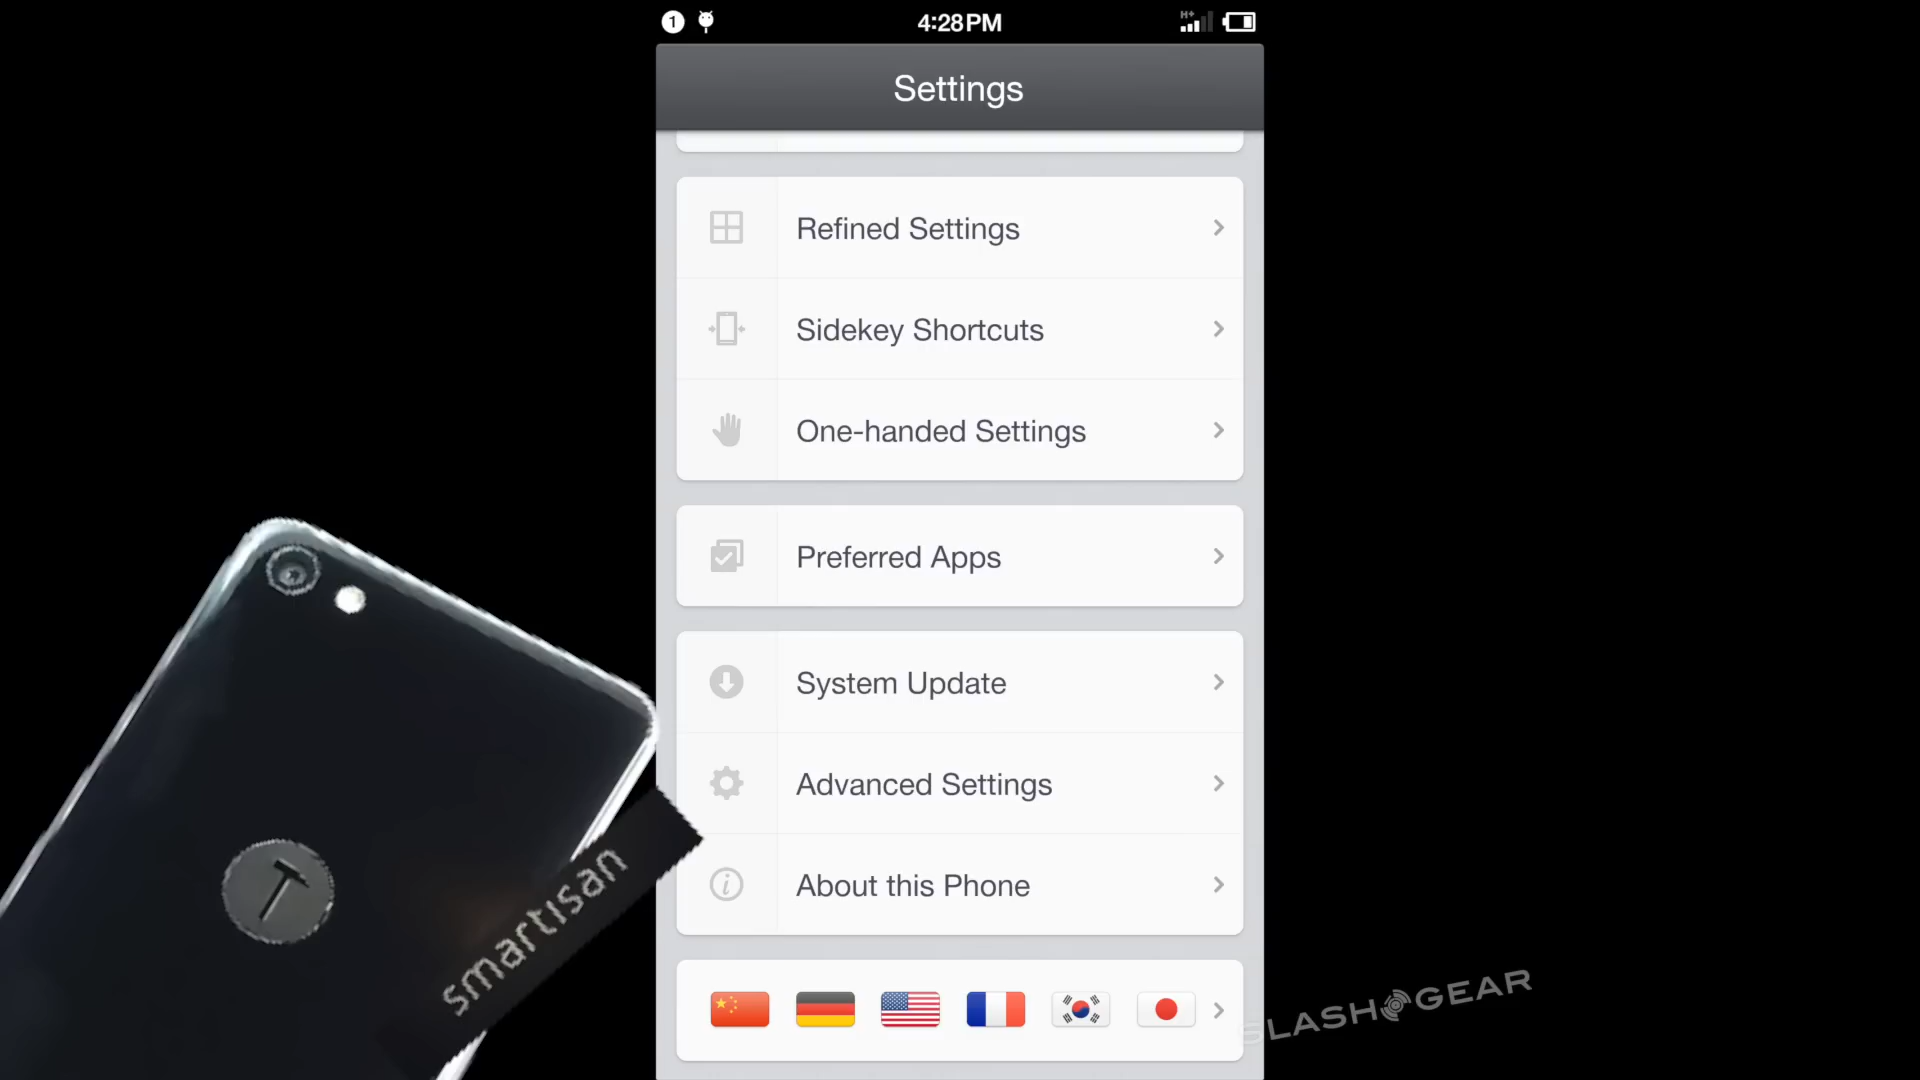 1
4:28PM
H+
Settings
Refined Settings
Sidekey Shortcuts
One-handed Settings
Preferred Apps
System Update
Advanced Settings
About this Phone
smartisan
SLASHGEAR